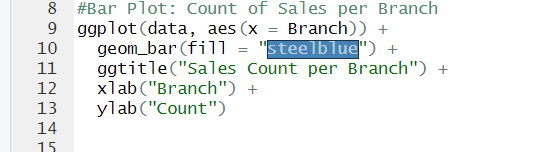 8 #Bar Plot: Count of Sales per Branch
9 ggplot(data, aes(x = Branch)) +
10   geom_bar(fill = "steelblue") +
11   ggtitle("Sales Count per Branch") +
12   xlab("Branch") +
13   ylab("Count")
14
15